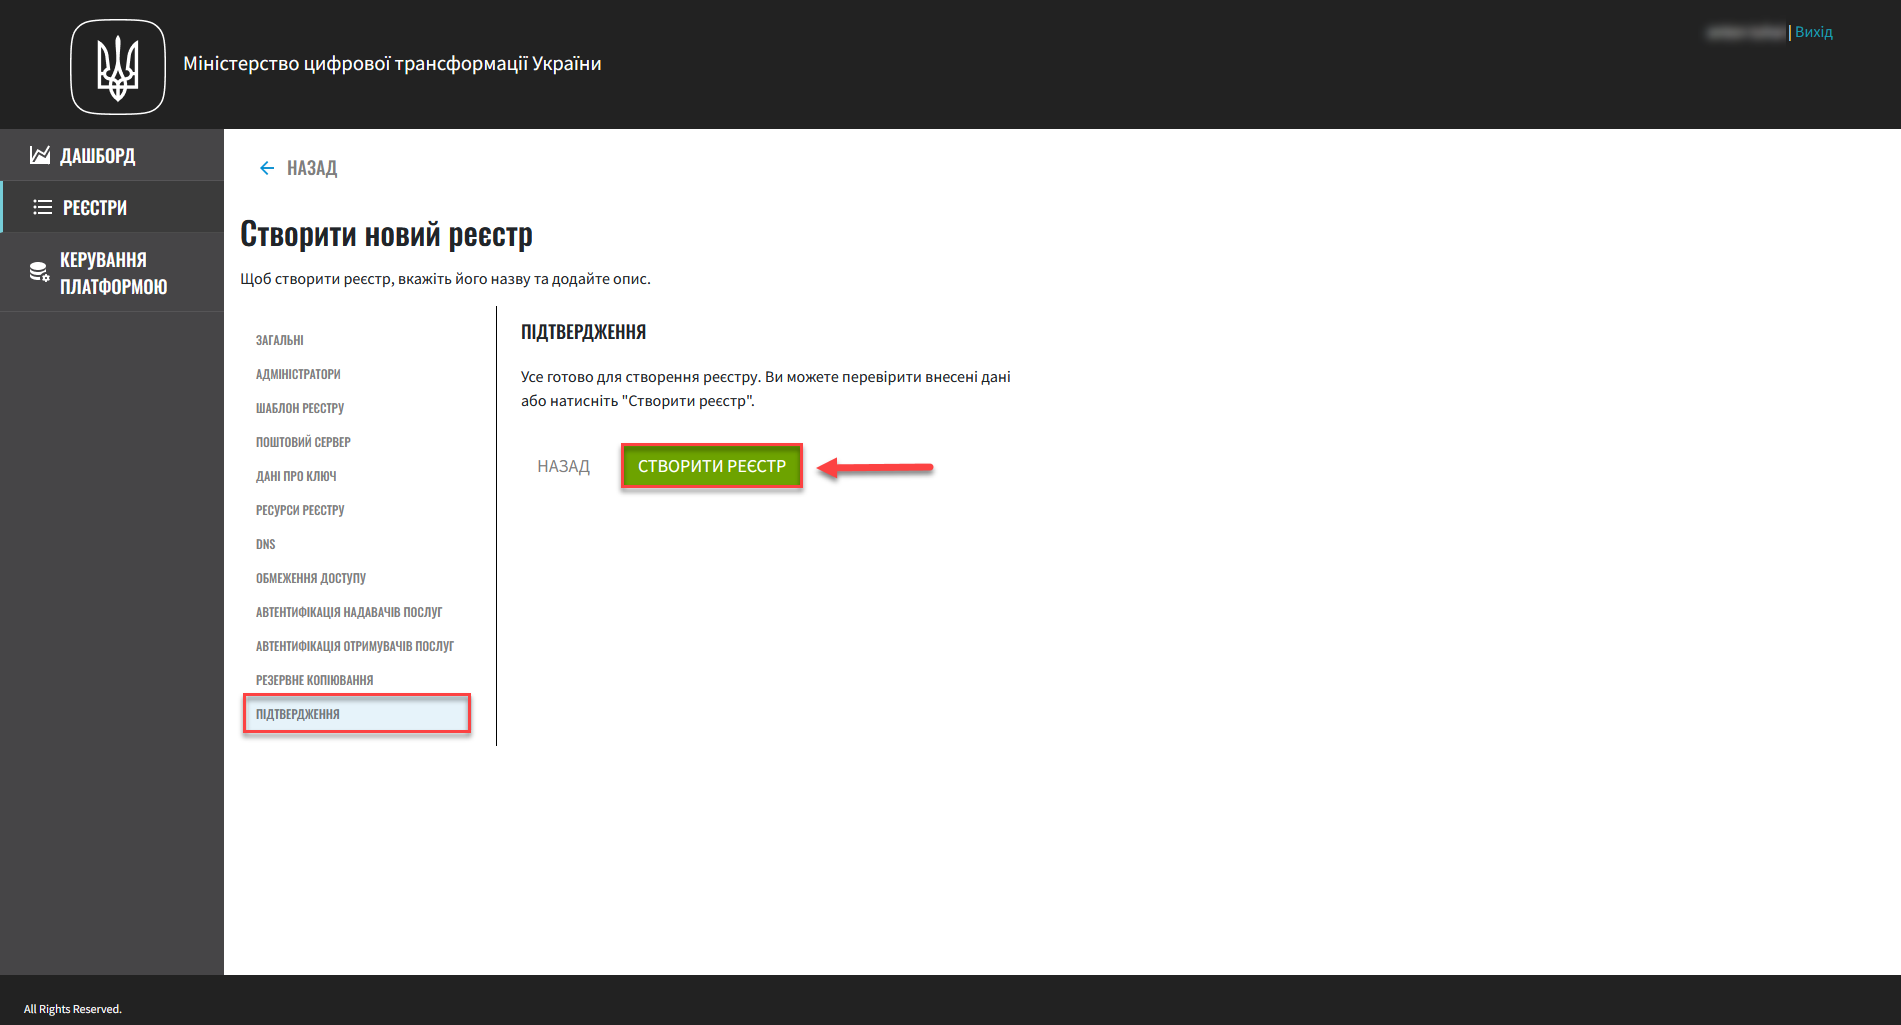 Міністерство цифрової трансформації України
| Вихід
ДАШБОРД
РЕЄСТРИ
КЕРУВАННЯ
ПЛАТФОРМОЮ
НАЗАД
Створити новий реєстр
Щоб створити реєстр, вкажіть його назву та додайте опис.
ЗАГАЛЬНІ
АДМІНІСТРАТОРИ
ШАБЛОН РЕЄСТРУ
ПОШТОВИЙ СЕРВЕР
ДАНІ ПРО КЛЮЧ
РЕСУРСИ РЕЄСТРУ
DNS
ОБМЕЖЕННЯ ДОСТУПУ
АВТЕНТИФІКАЦІЯ НАДАВАЧІВ ПОСЛУГ
АВТЕНТИФІКАЦІЯ ОТРИМУВАЧІВ ПОСЛУГ
РЕЗЕРВНЕ КОПІЮВАННЯ
ПІДТВЕРДЖЕННЯ
ПІДТВЕРДЖЕННЯ
Усе готово для створення реєстру. Ви можете перевірити внесені дані
або натисніть "Створити реєстр".
НАЗАД
СТВОРИТИ РЕЄСТР
All Rights Reserved.